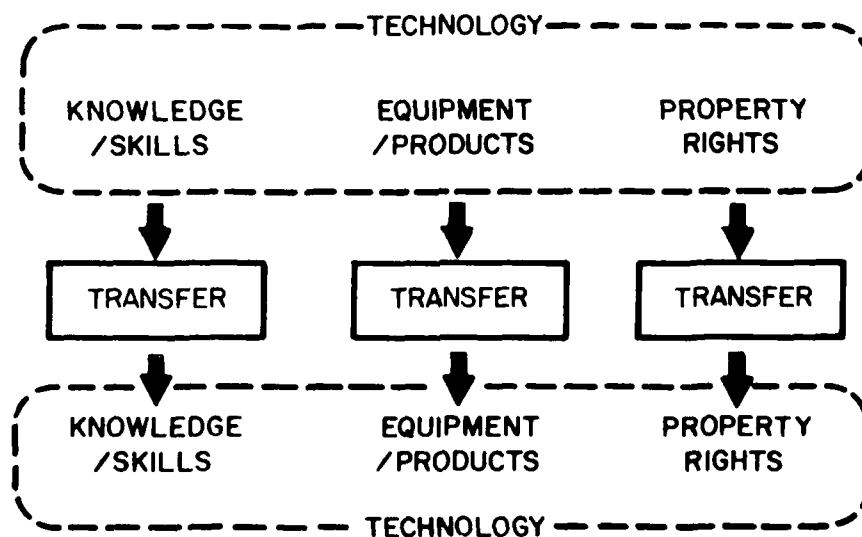 TECHNOLOGY
KNOWLEDGE
/SKILLS
EQUIPMENT
/PRODUCTS
PROPERTY
RIGHTS
TRANSFER
TRANSFER
TRANSFER
KNOWLEDGE
/SKILLS
EQUIPMENT
/PRODUCTS
PROPERTY
RIGHTS
TECHNOLOGY